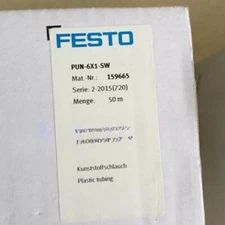 FESTO
PUN-6X1-SW
Mat.-Nr.: 159665
Serie: 2-2015(720)
Menge: 50 m
Kunststoffschlauch
Plastic tubing